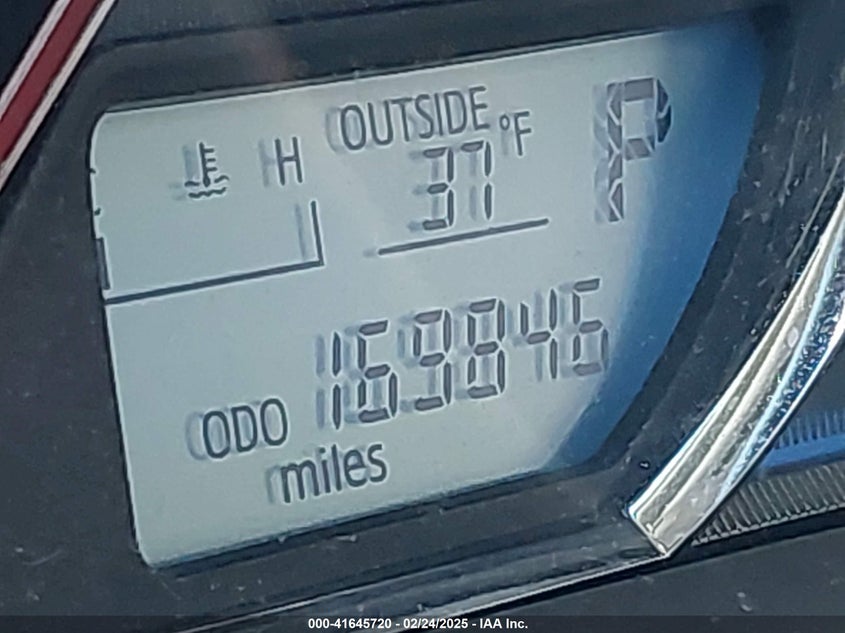 OUTSIDE
H
37 °F
P
ODO 169846
miles
000-41645720 - 02/24/2025 - IAA Inc.